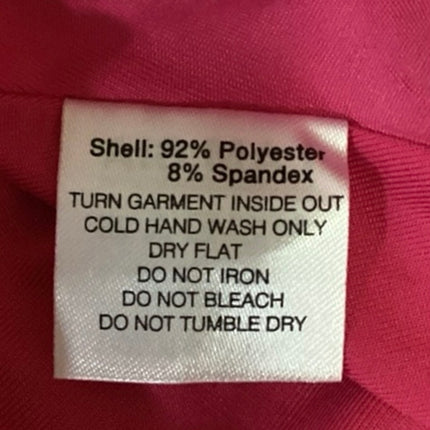 Shell: 92% Polyester
8% Spandex
TURN GARMENT INSIDE OUT
COLD HAND WASH ONLY
DRY FLAT
DO NOT IRON
DO NOT BLEACH
DO NOT TUMBLE DRY